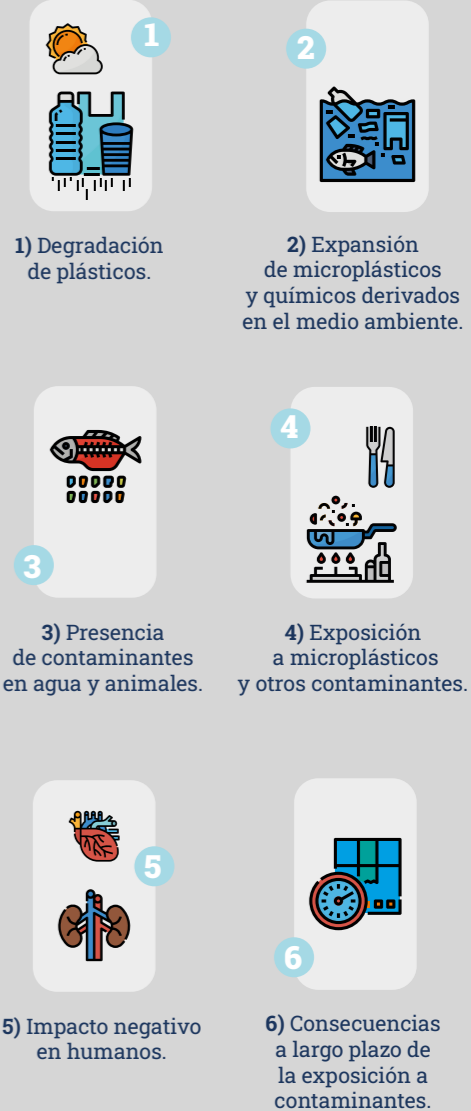 1
1) Degradación
de plásticos.
2
2) Expansión
de microplásticos
y químicos derivados
en el medio ambiente.
3
3) Presencia
de contaminantes
en agua y animales.
4
4) Exposición
a microplásticos
y otros contaminantes.
5
5) Impacto negativo
en humanos.
6
6) Consecuencias
a largo plazo de
la exposición a
contaminantes.